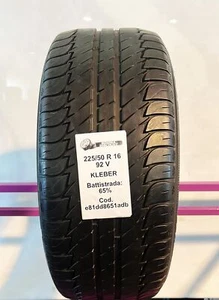 225/50 R 16
92 V
KLEBER
Battistrada:
65%
Cod.
e81dd8651adb